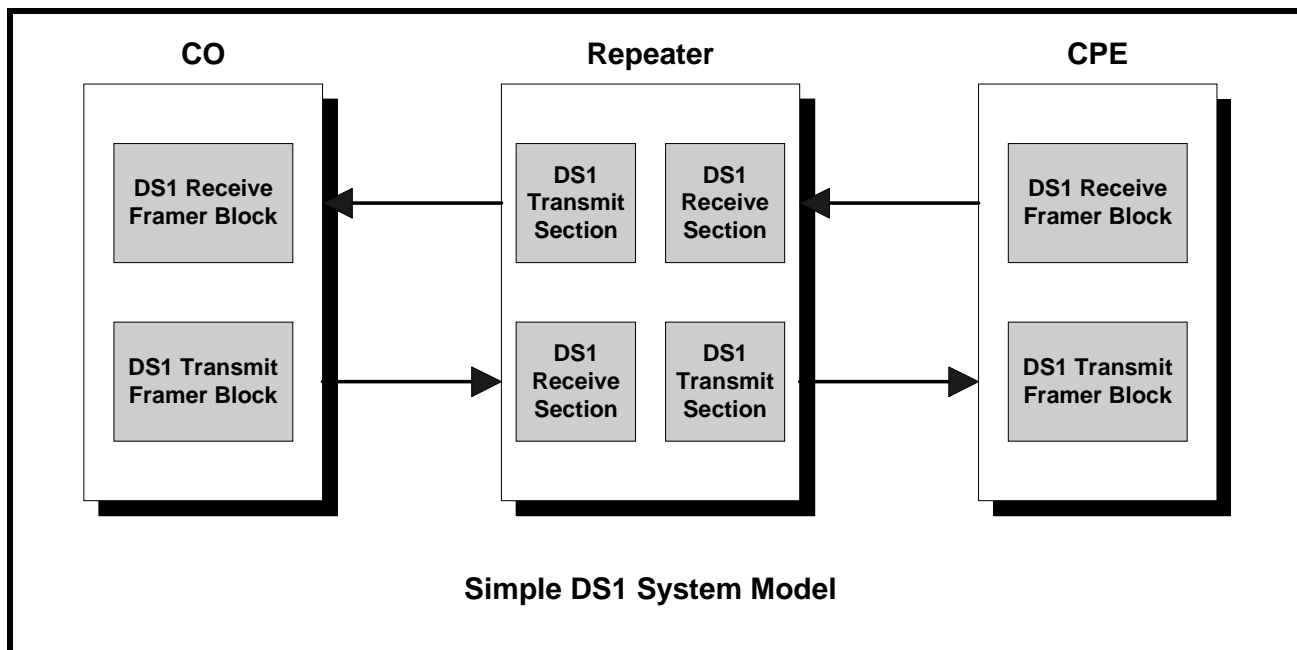 CO
Repeater
CPE
DS1 Receive
Framer Block
DS1
Transmit
Section
DS1
Receive
Section
DS1 Receive
Framer Block
DS1 Transmit
Framer Block
DS1
Receive
Section
DS1
Transmit
Section
DS1 Transmit
Framer Block
Simple DS1 System Model